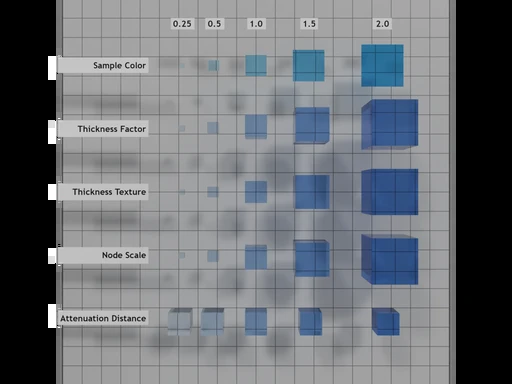 0.25 0.5 1.0 1.5 2.0
Sample Color
Thickness Factor
Thickness Texture
Node Scale
Attenuation Distance